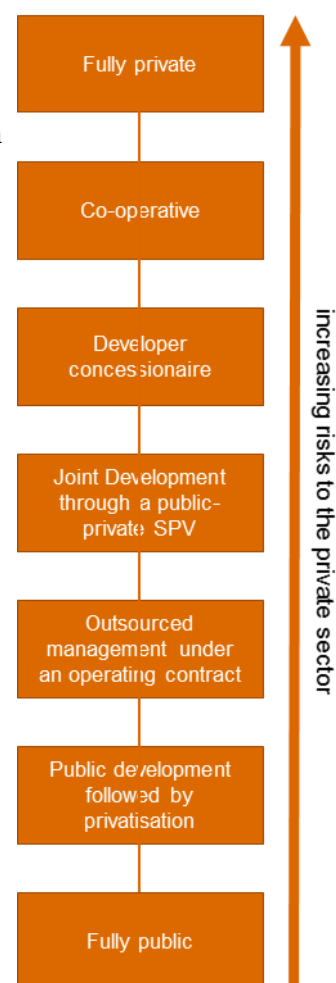 Fully private
Co-operative
Developer
concessionaire
Joint Development
through a public-
private SPV
Outsourced
management under
an operating contract
Public development
followed by
privatisation
Fully public
increasing risks to the private sector